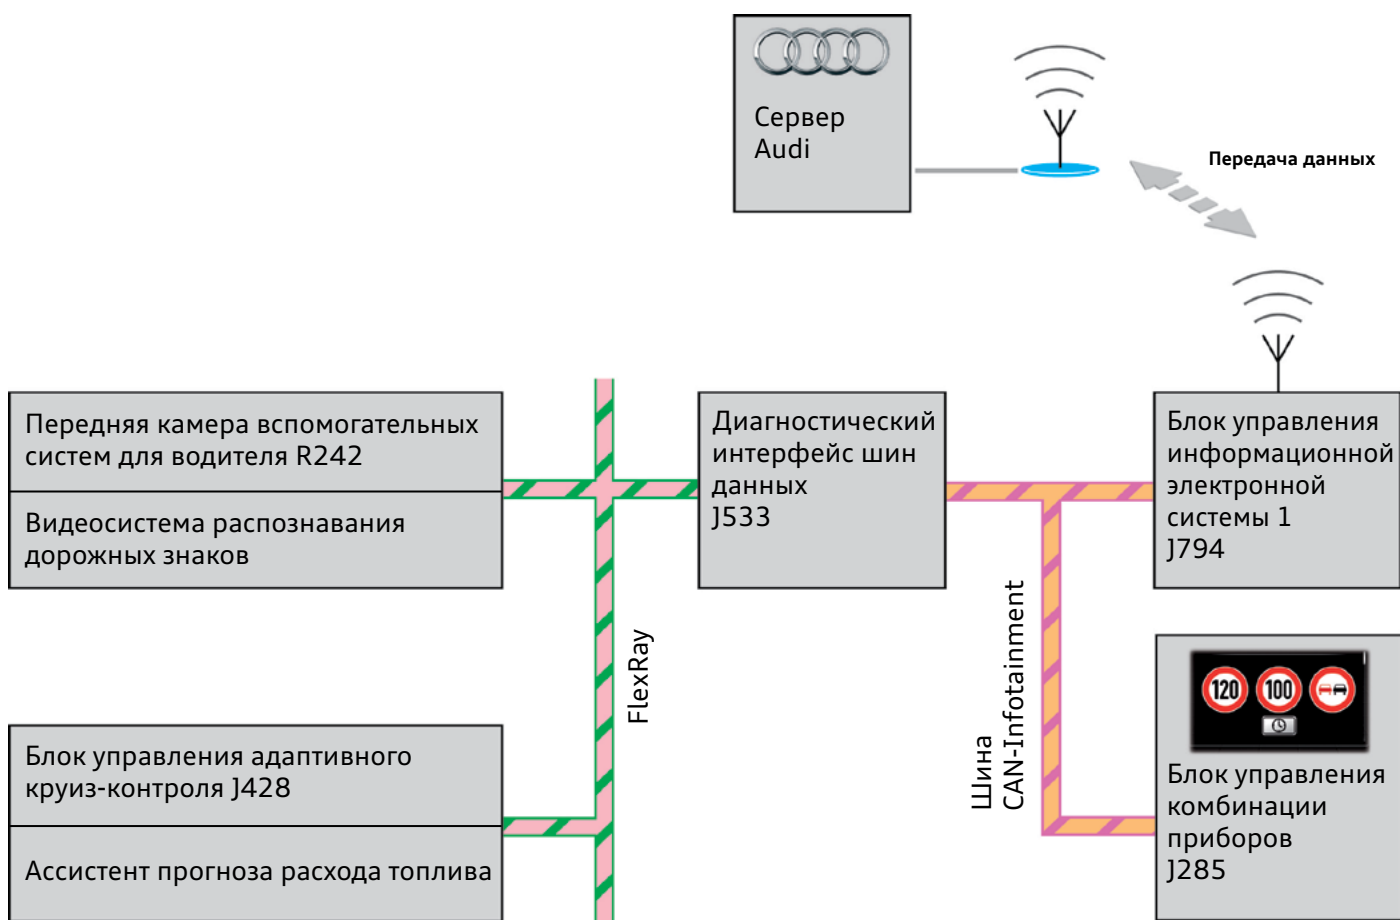 Сервер
Audi
Передача данных
Передняя камера вспомогательных
систем для водителя R242
Видеосистема распознавания
дорожных знаков
Диагностический
интерфейс шин
данных
J533
Блок управления
информационной
электронной
системы 1
J794
FlexRay
Шина
CAN-Infotainment
120
100
Блок управления адаптивного
круиз-контроля J428
Ассистент прогноза расхода топлива
Блок управления
комбинации
приборов
J285